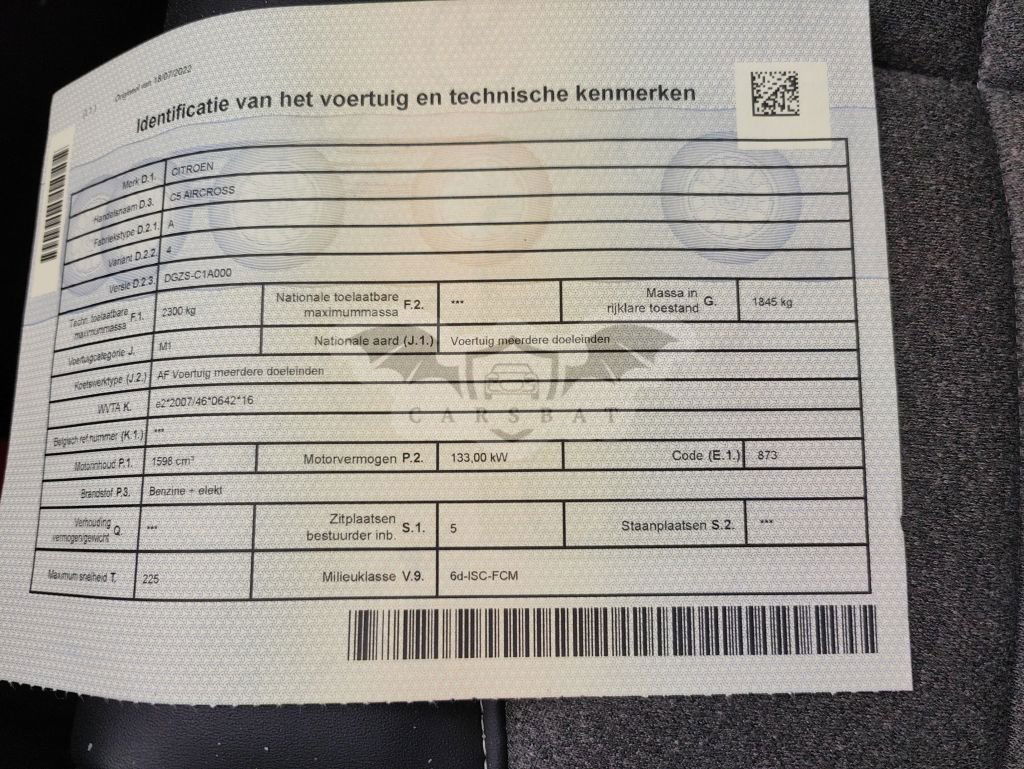 Origineel van 18/07/2022
Identificatie van het voertuig en technische kenmerken
Merk D.1. CITROEN
Handelsnaam D.3. C5 AIRCROSS
Fabriekstype D.2.1. A
Variant D.2.2. 4
Versie D.2.3. DGZS-C1A000
Techn. toelaatbare maximummassa F.1. 2300 kg Nationale toelaatbare maximummassa F.2. *** Massa in rijklare toestand G. 1845 kg
Voertuigcategorie J. M1 Nationale aard (J.1.) Voertuig meerdere doeleinden
Koetswerktype (J.2.) AF Voertuig meerdere doeleinden
WVTA K. e2*2007/46*0642*16
CARSBAT
Belgisch ref.nummer (K.1.) ***
Motorinhoud P.1. 1598 cm³ Motorvermogen P.2. 133,00 kW Code (E.1.) 873
Brandstof P.3. Benzine + elekt
Verhouding vermogen/gewicht Q. *** Zitplaatsen bestuurder inb. S.1. 5 Staanplaatsen S.2. ***
Maximum snelheid T. 225 Milieuklasse V.9. 6d-ISC-FCM